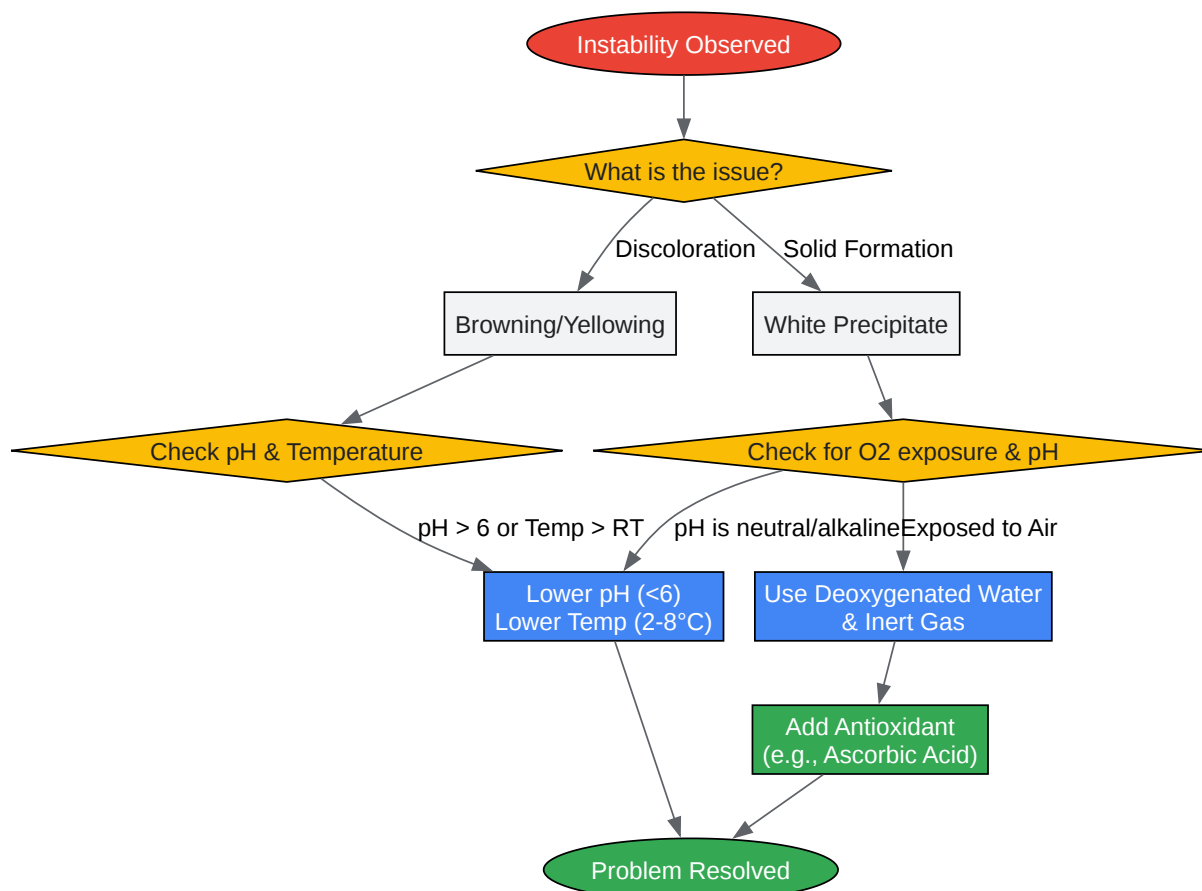 Instability Observed
What is the issue?
Discoloration
Solid Formation
Browning/Yellowing
White Precipitate
Check pH & Temperature
Check for O2 exposure & pH
pH > 6 or Temp > RT
pH is neutral/alkaline
Exposed to Air
Lower pH (<6)
Lower Temp (2-8°C)
Use Deoxygenated Water
& Inert Gas
Add Antioxidant
(e.g., Ascorbic Acid)
Problem Resolved